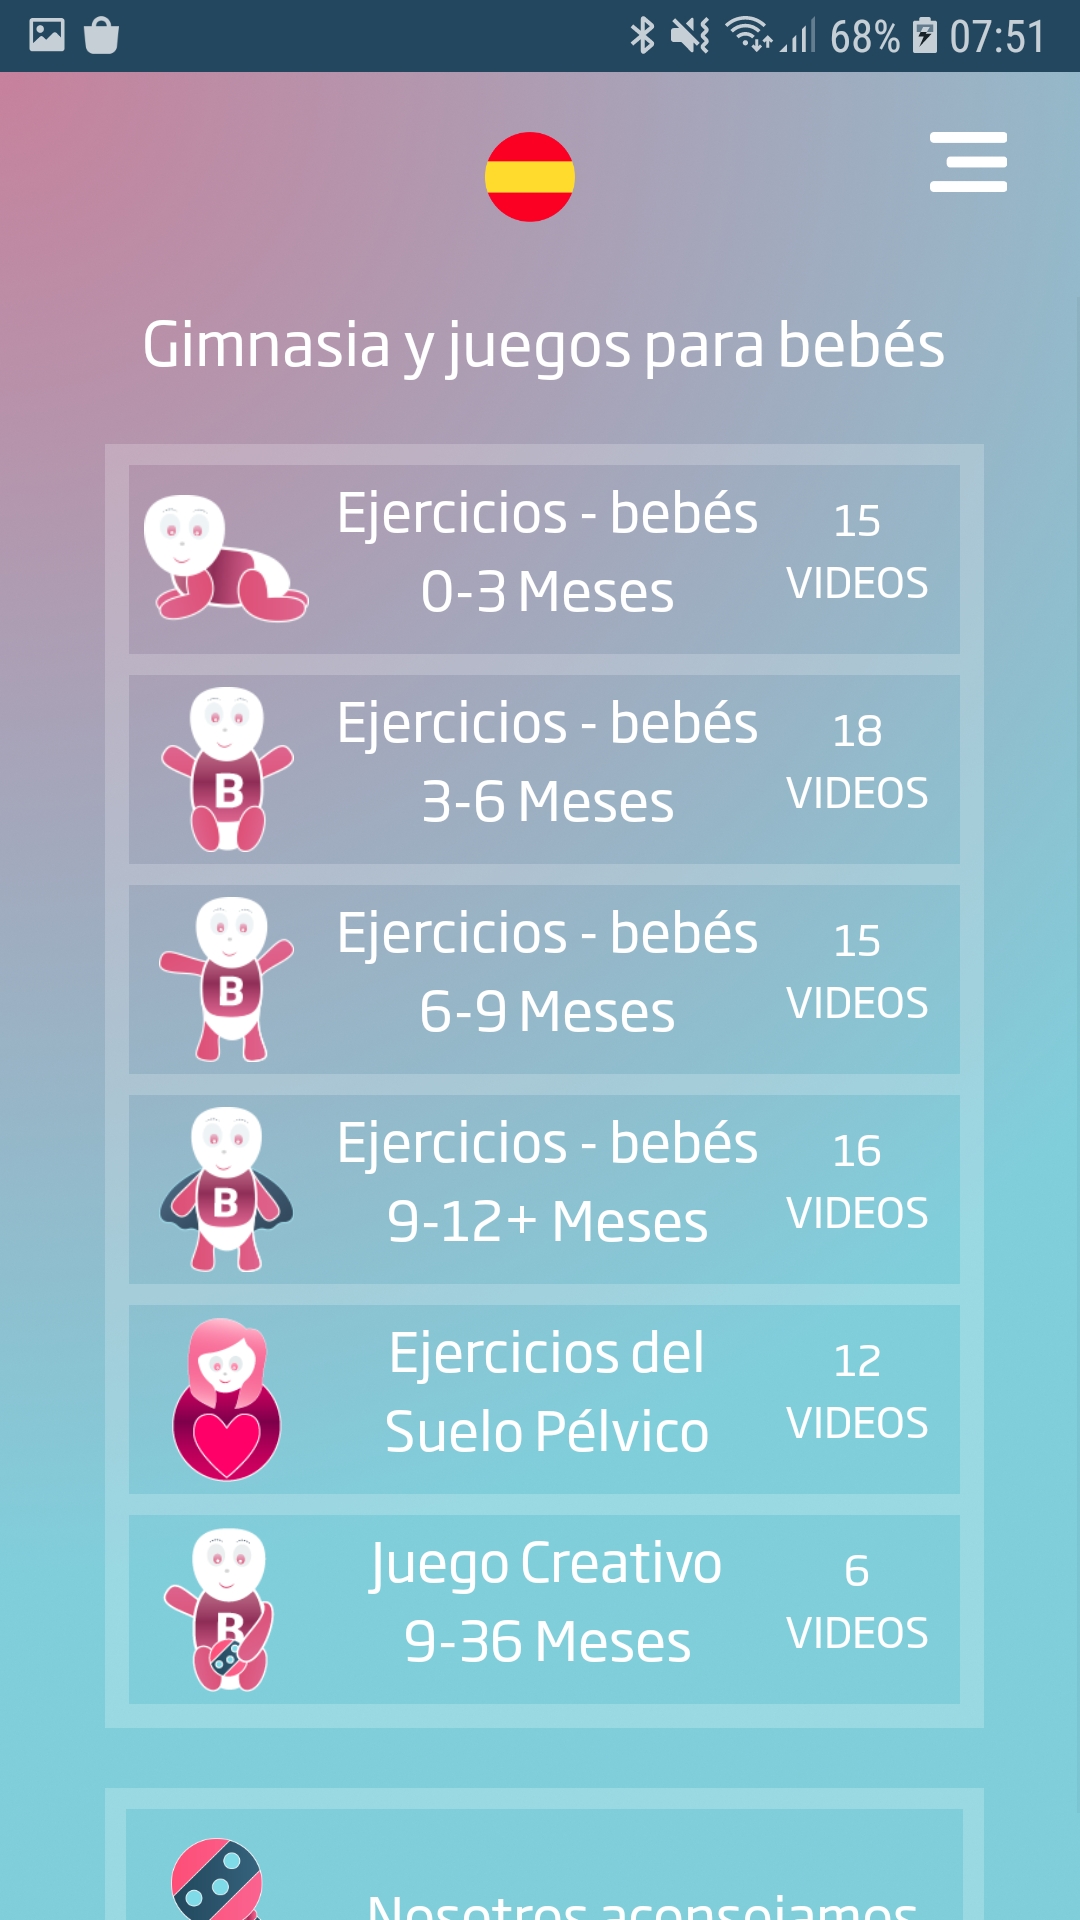 68% 07:51
Gimnasia y juegos para bebés
Ejercicios - bebés
0-3 Meses
15
VIDEOS
Ejercicios - bebés
3-6 Meses
18
VIDEOS
B
Ejercicios - bebés
6-9 Meses
15
VIDEOS
B
Ejercicios - bebés
9-12+ Meses
16
VIDEOS
B
Ejercicios del
Suelo Pélvico
12
VIDEOS
Juego Creativo
9-36 Meses
6
VIDEOS
B
Nosotros aconsejamos